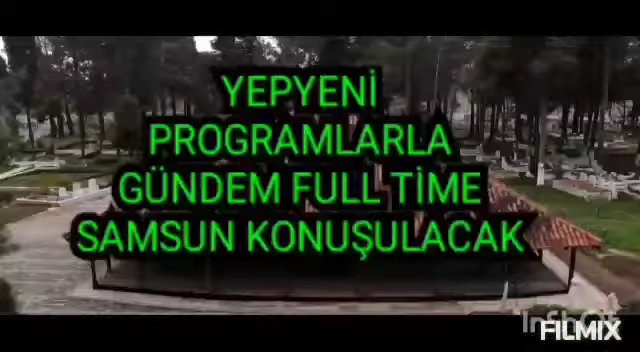 YEPYENİ
PROGRAMLARLA
GÜNDEM FULL TİME
SAMSUN KONUŞULACAK
FILMIX